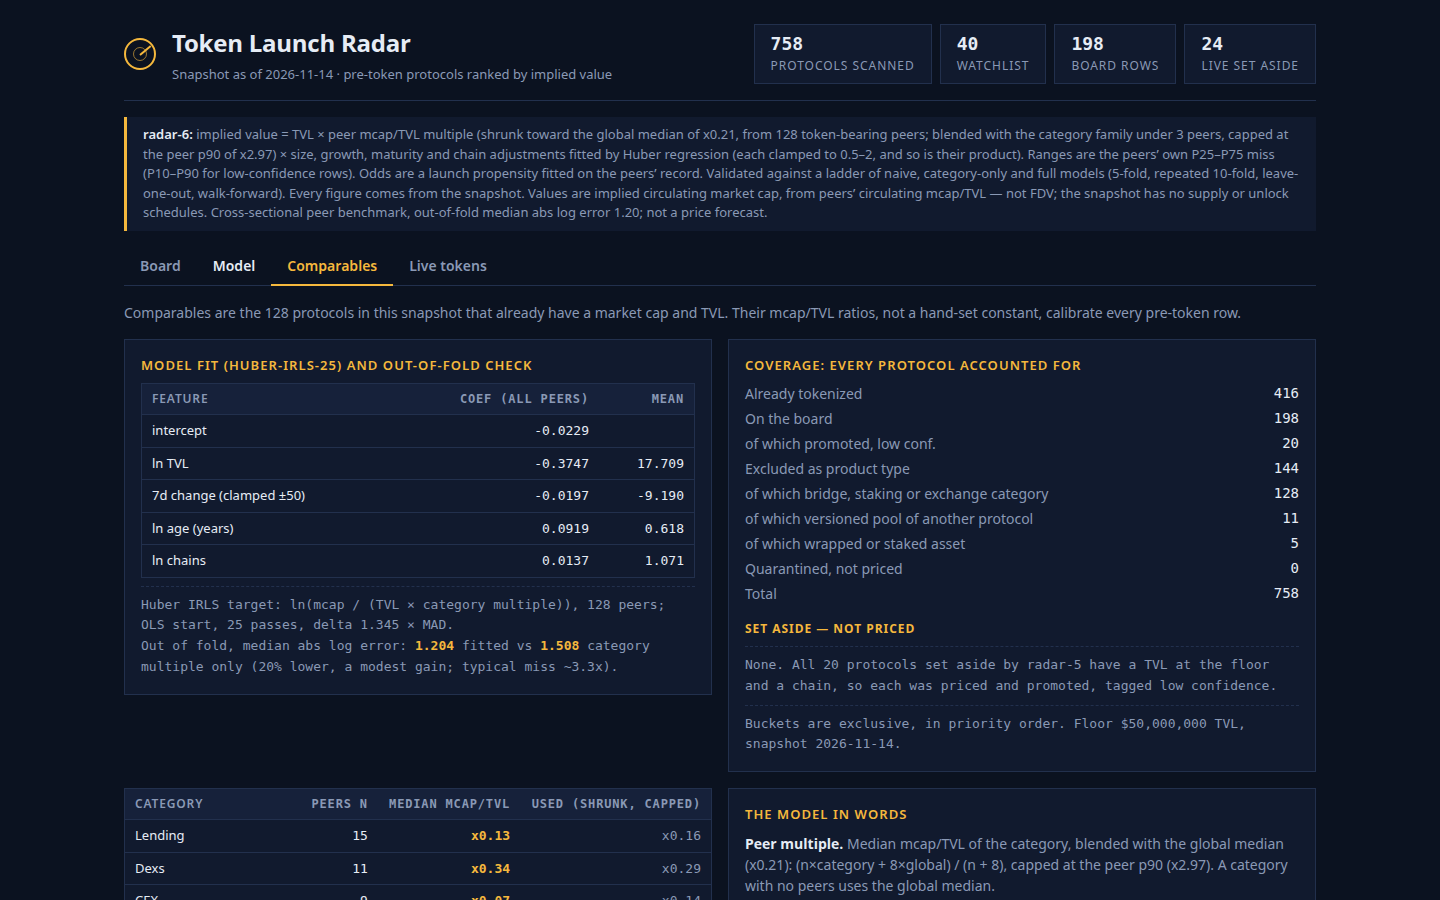 Token Launch Radar
Snapshot as of 2026-11-14 · pre-token protocols ranked by implied value
758
PROTOCOLS SCANNED
40
WATCHLIST
198
BOARD ROWS
24
LIVE SET ASIDE
radar-6: implied value = TVL × peer mcap/TVL multiple (shrunk toward the global median of x0.21, from 128 token-bearing peers; blended with the category family under 3 peers, capped at
the peer p90 of x2.97) × size, growth, maturity and chain adjustments fitted by Huber regression (each clamped to 0.5–2, and so is their product). Ranges are the peers’ own P25–P75 miss
(P10–P90 for low-confidence rows). Odds are a launch propensity fitted on the peers’ record. Validated against a ladder of naive, category-only and full models (5-fold, repeated 10-fold, leave-
one-out, walk-forward). Every figure comes from the snapshot. Values are implied circulating market cap, from peers’ circulating mcap/TVL — not FDV; the snapshot has no supply or unlock
schedules. Cross-sectional peer benchmark, out-of-fold median abs log error 1.20; not a price forecast.
Board Model Comparables Live tokens
Comparables are the 128 protocols in this snapshot that already have a market cap and TVL. Their mcap/TVL ratios, not a hand-set constant, calibrate every pre-token row.
MODEL FIT (HUBER-IRLS-25) AND OUT-OF-FOLD CHECK
FEATURE COEF (ALL PEERS) MEAN
intercept -0.0229
ln TVL -0.3747 17.709
7d change (clamped ±50) -0.0197 -9.190
ln age (years) 0.0919 0.618
ln chains 0.0137 1.071
Huber IRLS target: ln(mcap / (TVL × category multiple)), 128 peers;
OLS start, 25 passes, delta 1.345 × MAD.
Out of fold, median abs log error: 1.204 fitted vs 1.508 category
multiple only (20% lower, a modest gain; typical miss ~3.3x).
COVERAGE: EVERY PROTOCOL ACCOUNTED FOR
Already tokenized 416
On the board 198
of which promoted, low conf. 20
Excluded as product type 144
of which bridge, staking or exchange category 128
of which versioned pool of another protocol 11
of which wrapped or staked asset 5
Quarantined, not priced 0
Total 758
SET ASIDE — NOT PRICED
None. All 20 protocols set aside by radar-5 have a TVL at the floor
and a chain, so each was priced and promoted, tagged low confidence.
Buckets are exclusive, in priority order. Floor $50,000,000 TVL,
snapshot 2026-11-14.
CATEGORY PEERS N MEDIAN MCAP/TVL USED (SHRUNK, CAPPED)
Lending 15 x0.13 x0.16
Dexs 11 x0.34 x0.29
CEX 9 x0.07 x0.14
THE MODEL IN WORDS
Peer multiple. Median mcap/TVL of the category, blended with the global median
(x0.21): (n×category + 8×global) / (n + 8), capped at the peer p90 (x2.97). A category
with no peers uses the global median.